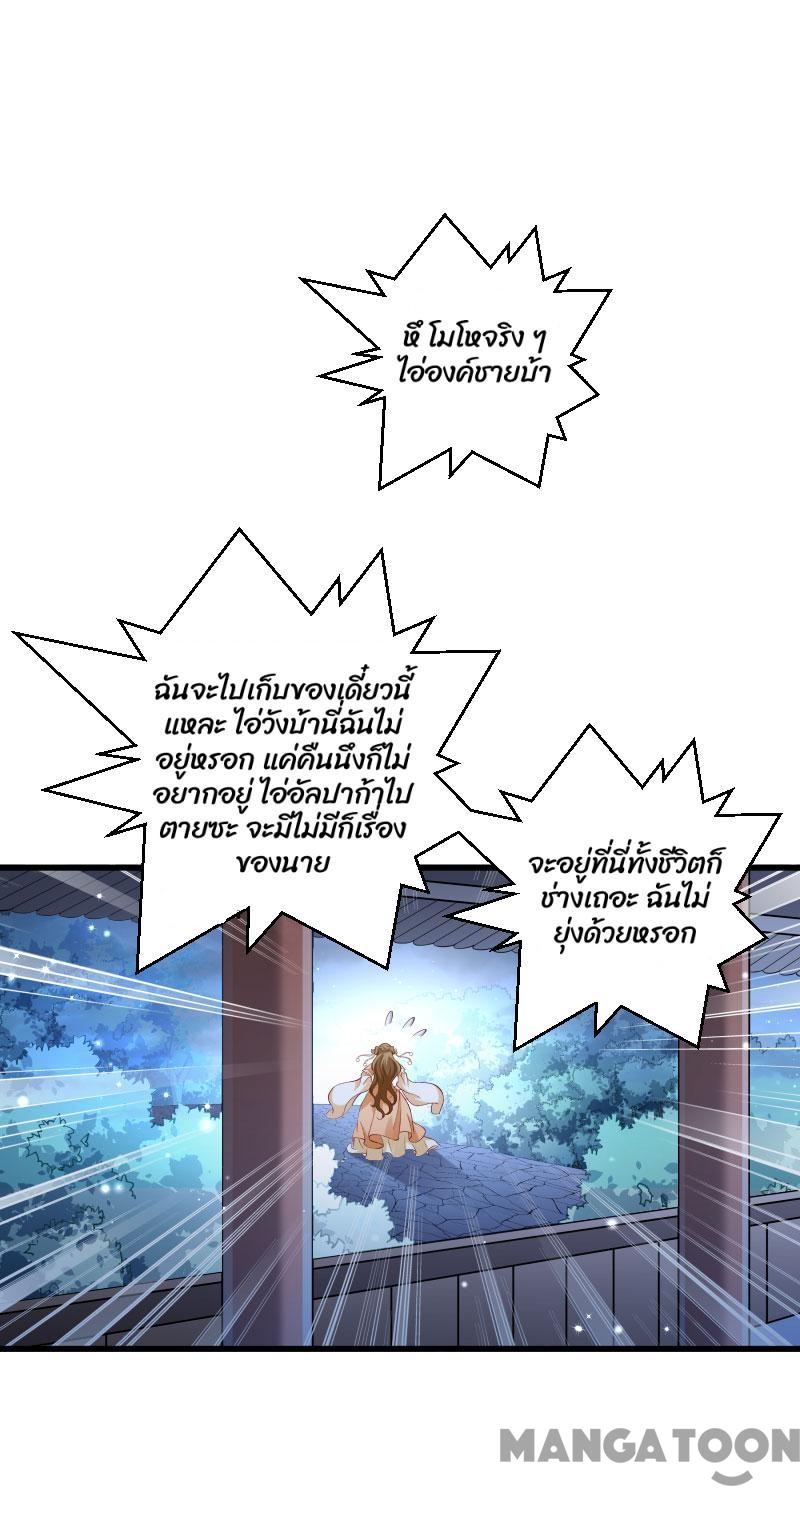 หึ โมโหจริง ๆ
ไอ่องค์ชายบ้า
ฉันจะไปเก็บของเดี๋ยวนี้
แหละ ไอ่วังบ้านี่ฉันไม่
อยู่หรอก แค่คืนนึงก็ไม่
อยากอยู่ ไอ่อัลปาก้าไป
ตายซะ จะมีไม่มีก็เรื่อง
ของนาย
จะอยู่ที่นี่ทั้งชีวิตก็
ช่างเถอะ ฉันไม่
ยุ่งด้วยหรอก
MANGATOON